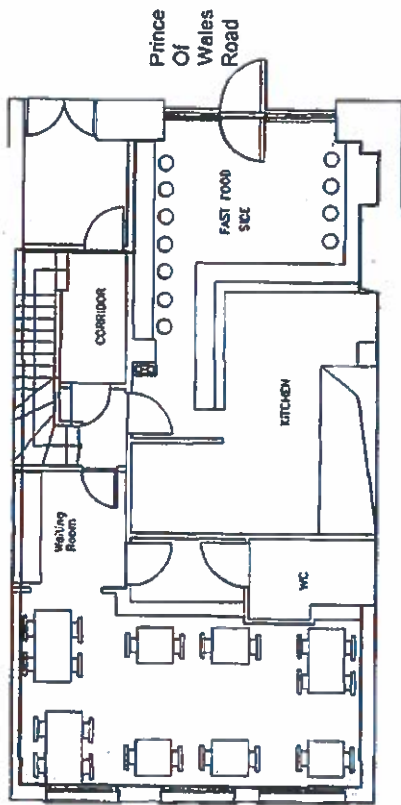 Prince
Of
Wales
Road
FAST FOOD
SIDE
CORRIDOR
KITCHEN
Waiting
Room
WC